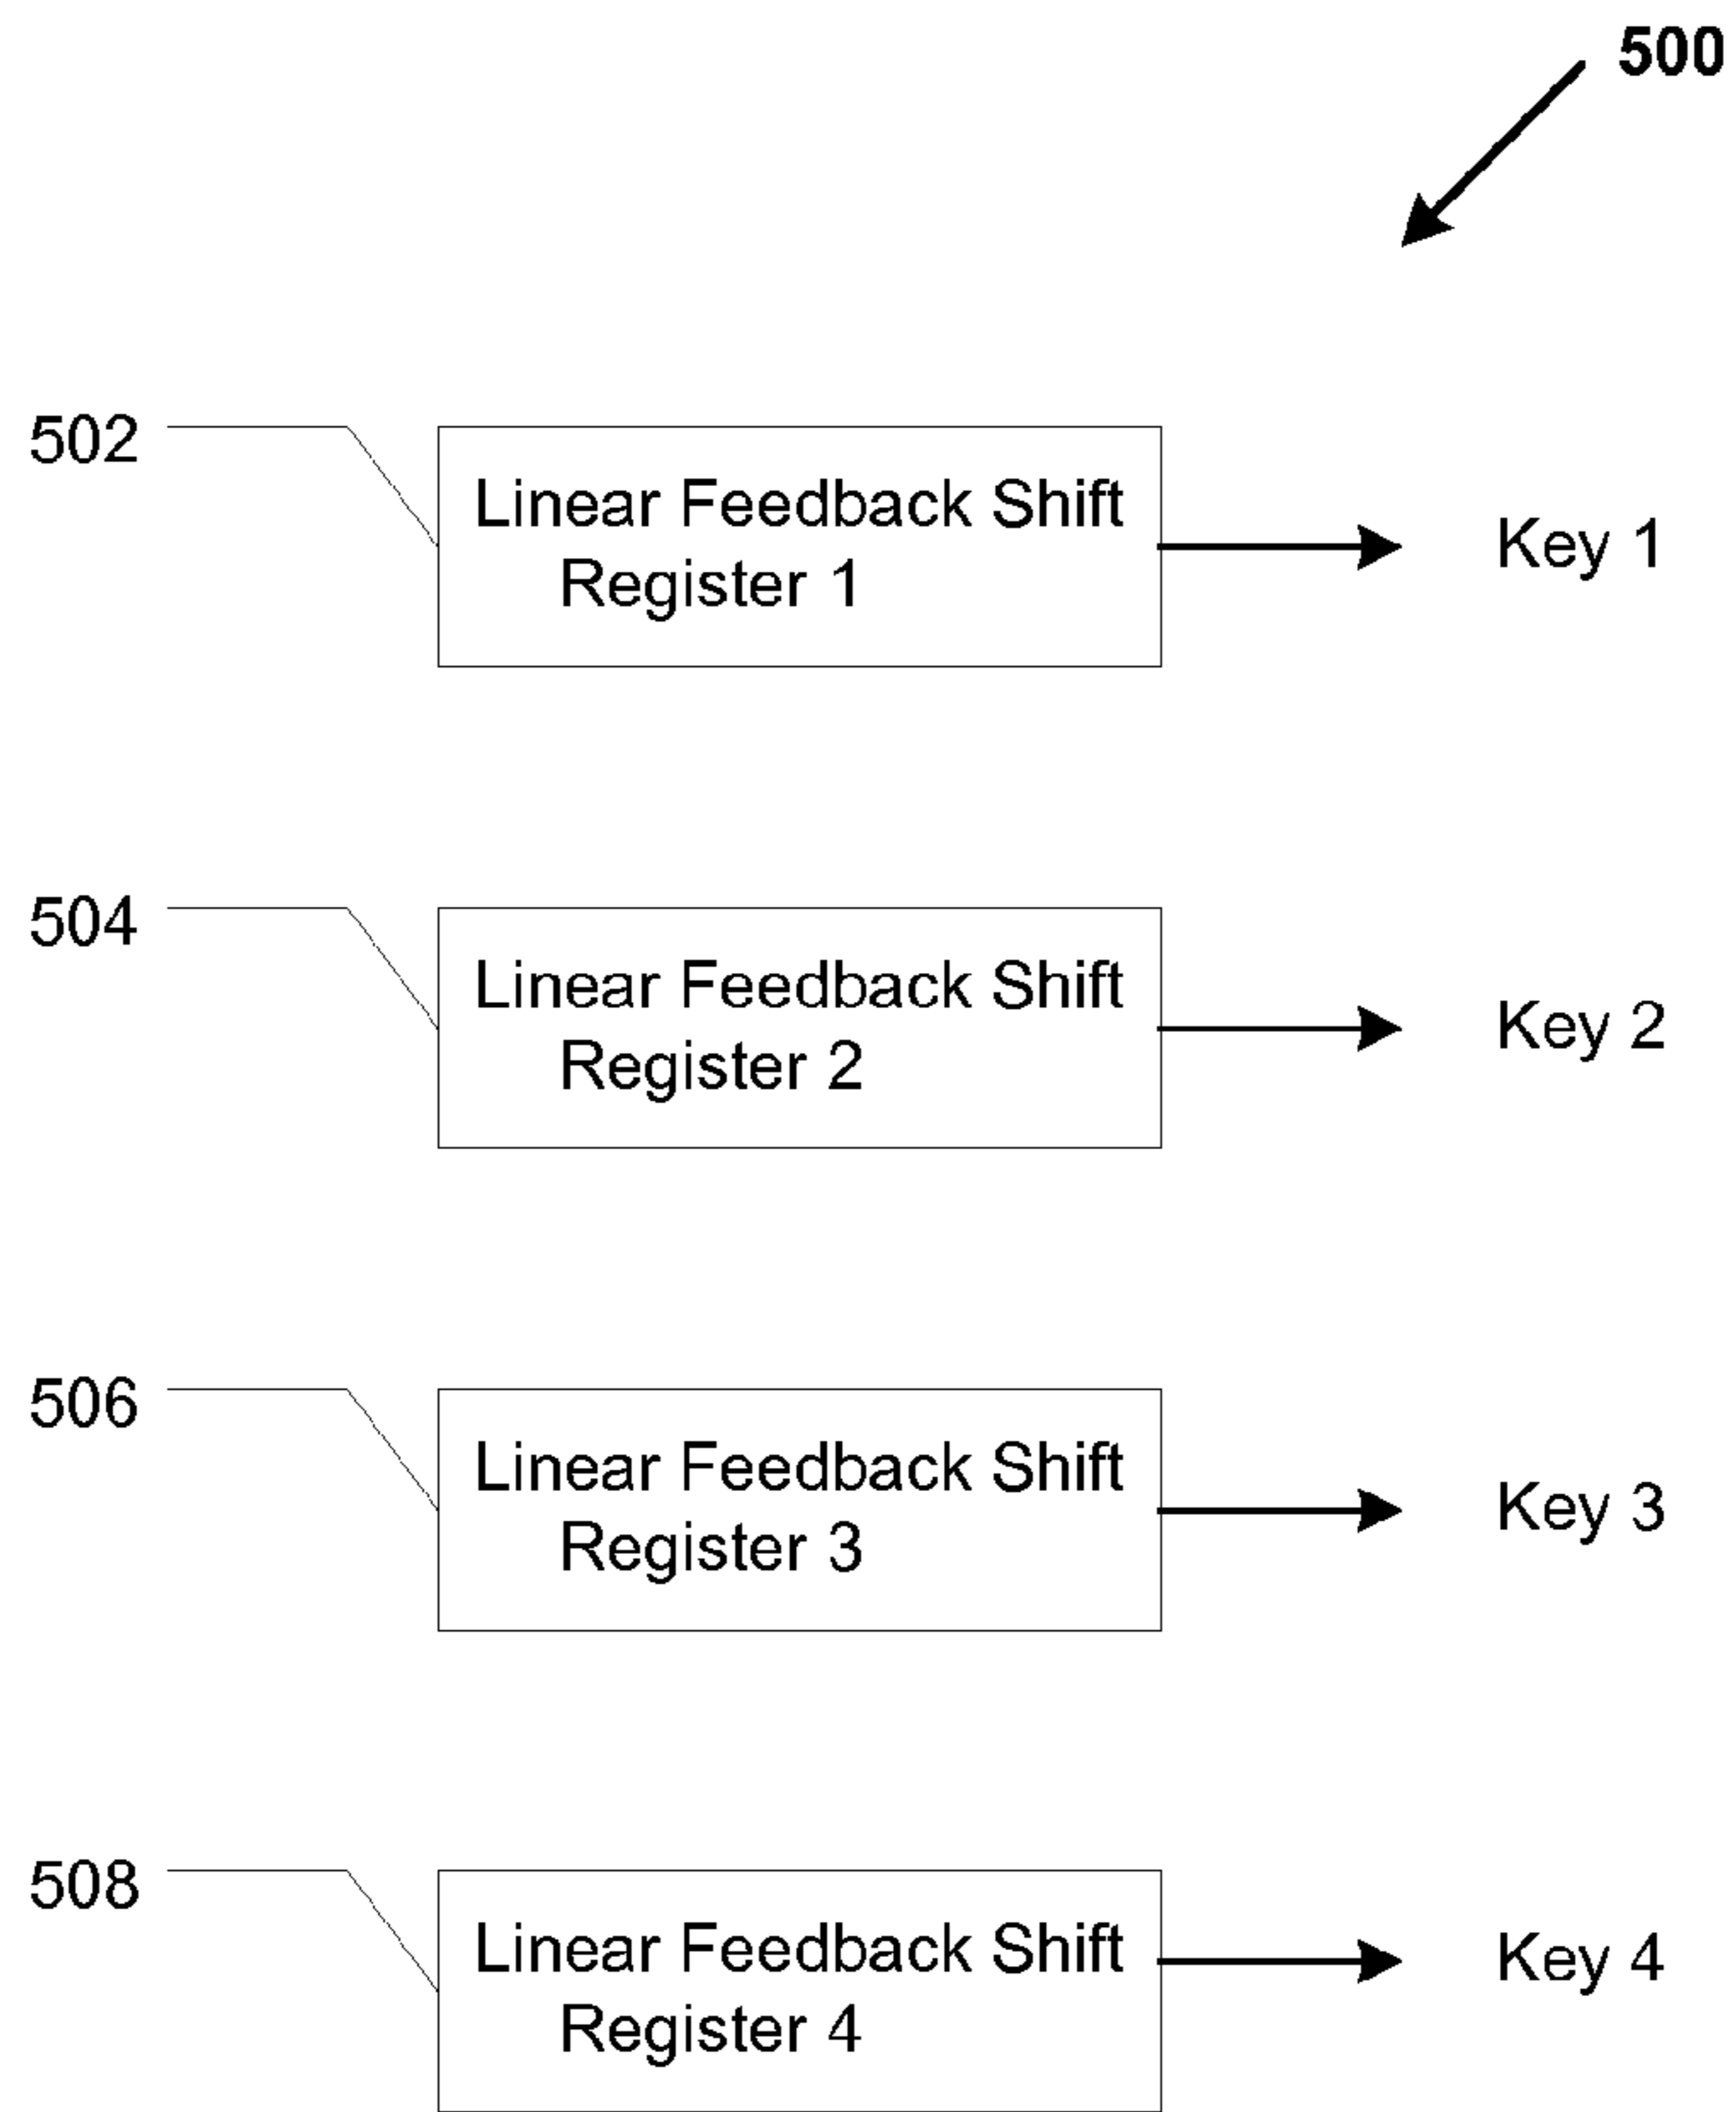 500
502
Linear Feedback Shift
Register 1
Key 1
504
Linear Feedback Shift
Register 2
Key 2
506
Linear Feedback Shift
Register 3
Key 3
508
Linear Feedback Shift
Register 4
Key 4